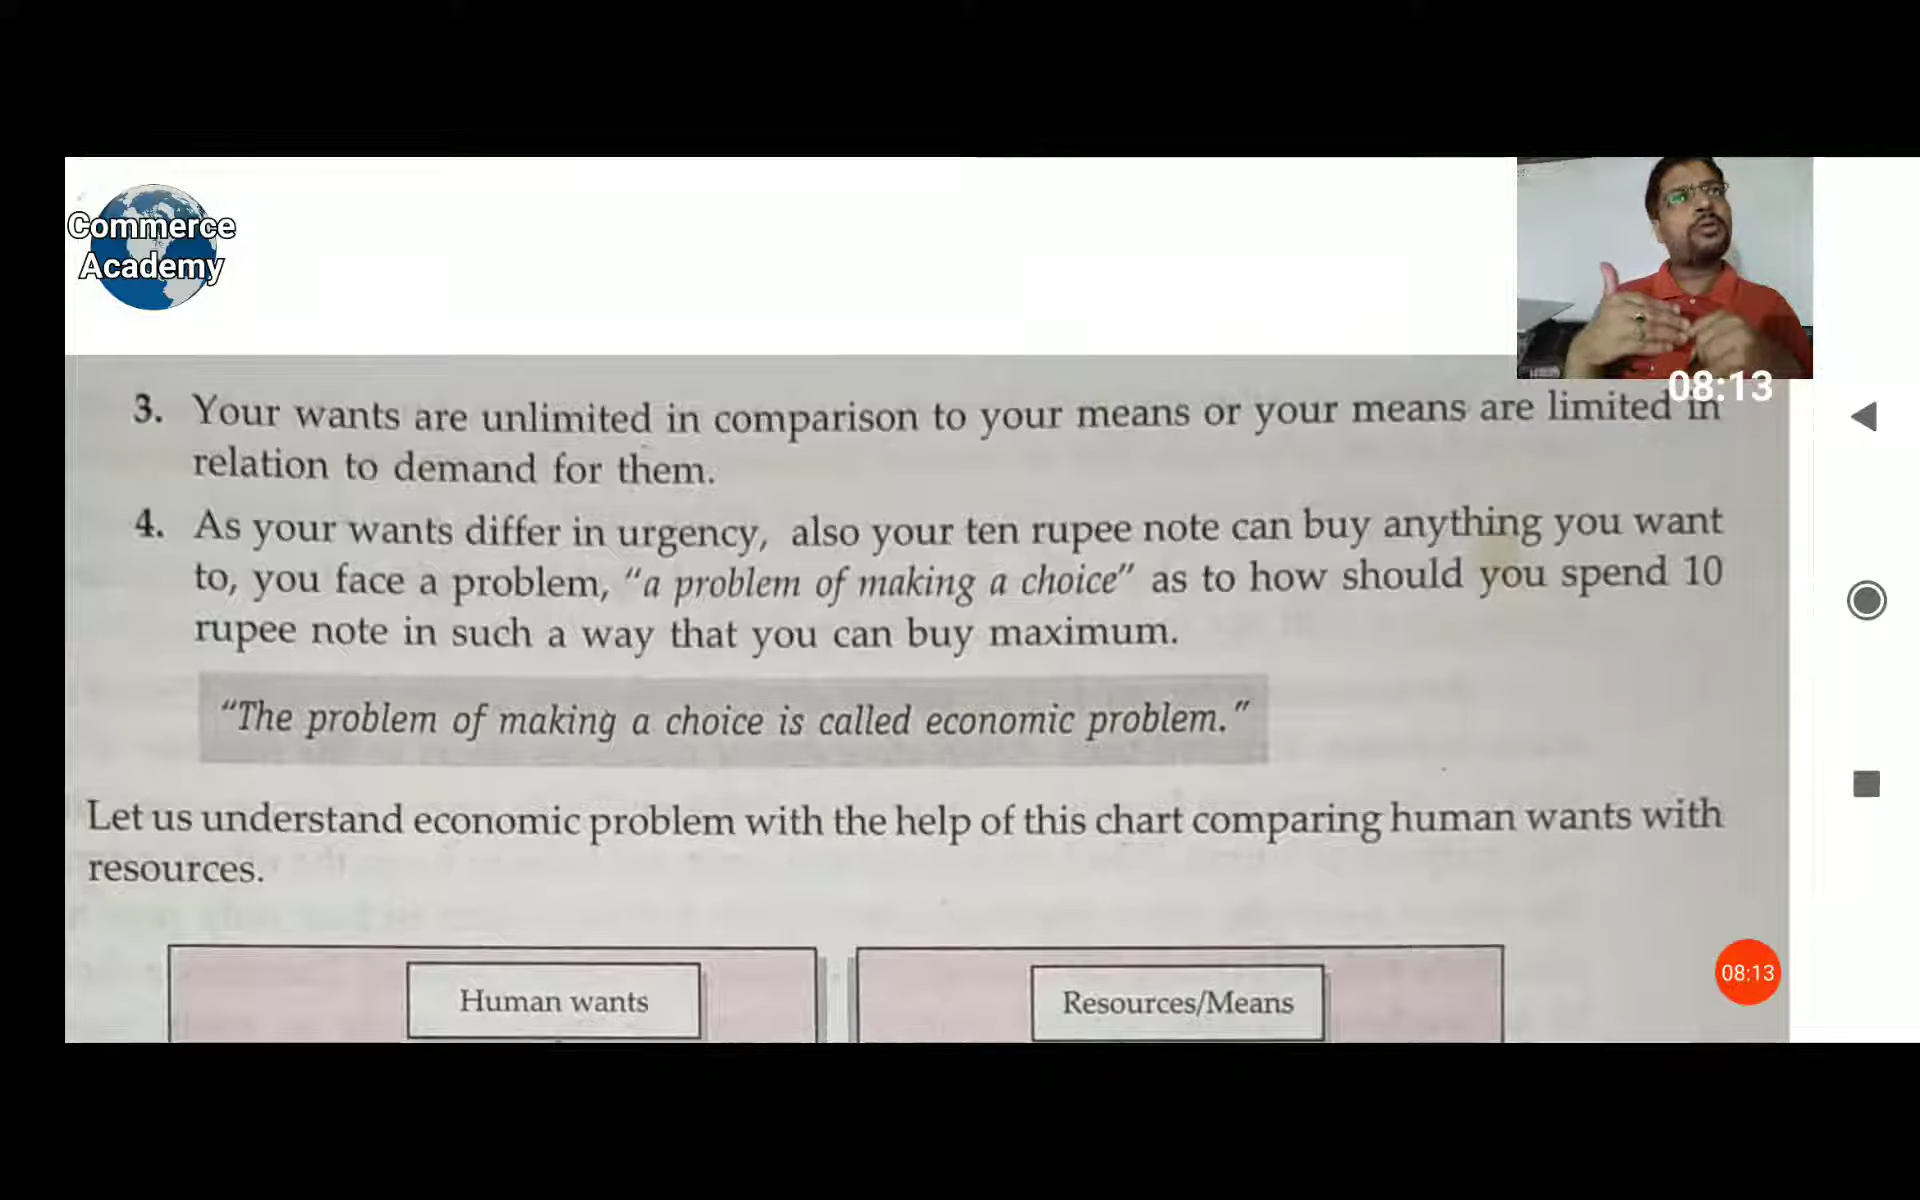 Commerce
Academy
08:13
3. Your wants are unlimited in comparison to your means or your means are limited in
relation to demand for them.
4. As your wants differ in urgency, also your ten rupee note can buy anything you want
to, you face a problem, “a problem of making a choice” as to how should you spend 10
rupee note in such a way that you can buy maximum.
“The problem of making a choice is called economic problem.”
Let us understand economic problem with the help of this chart comparing human wants with
resources.
Human wants
Resources/Means
08:13